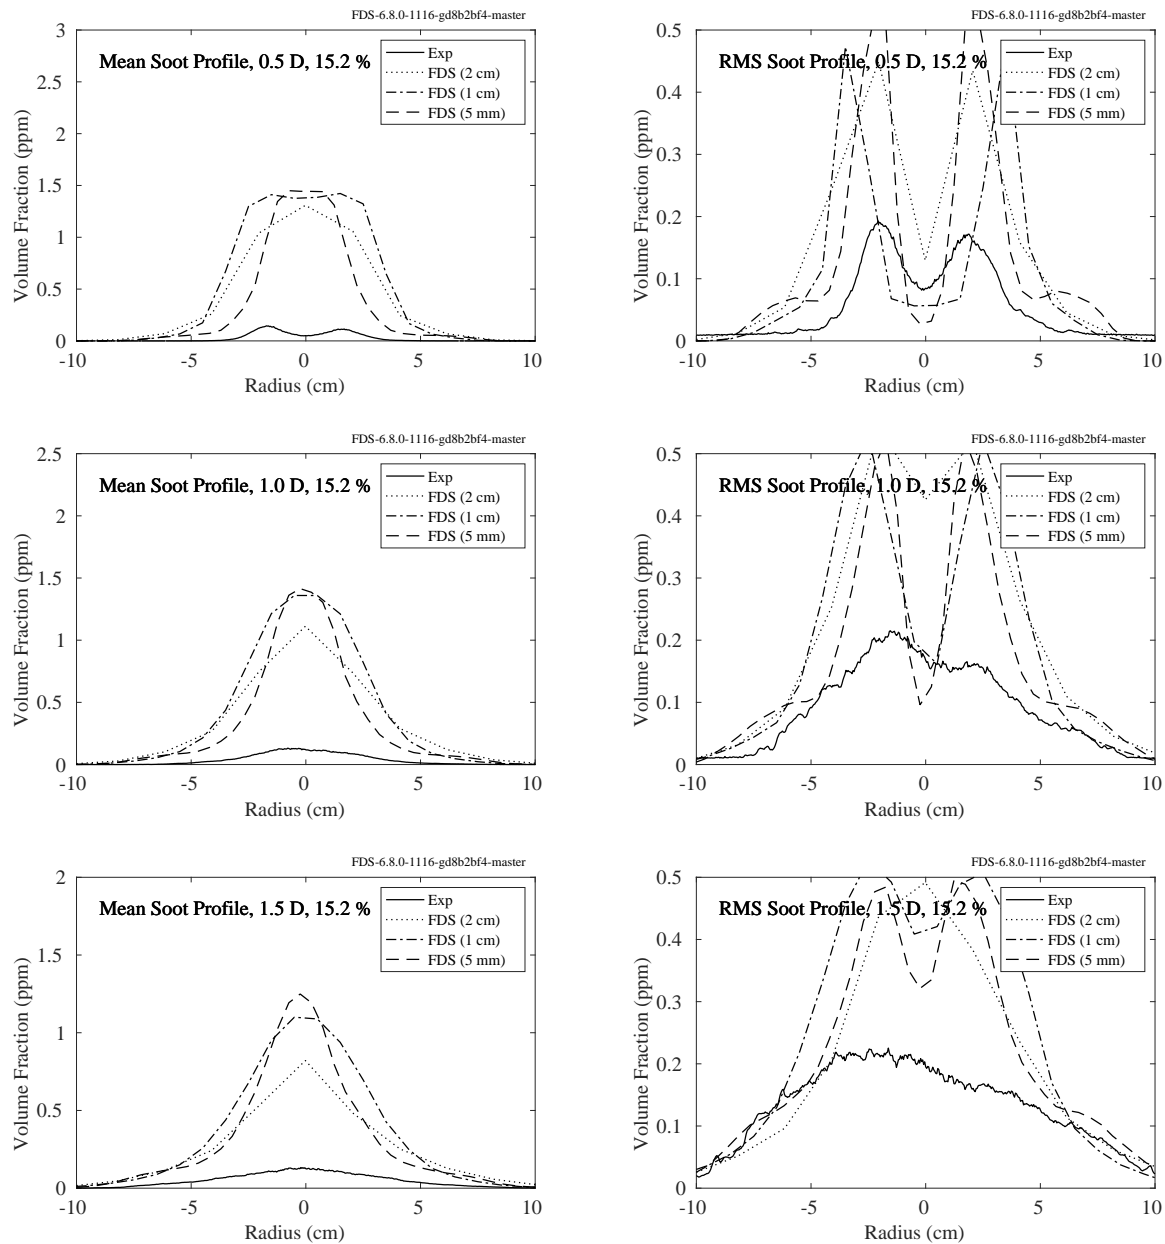 FDS-6.8.0-1116-gd8b2bf4-master
Mean Soot Profile, 0.5 D, 15.2 %
Exp
FDS (2 cm)
FDS (1 cm)
FDS (5 mm)
3
2.5
2
1.5
1
0.5
0
Volume Fraction (ppm)
-10 -5 0 5 10
Radius (cm)
FDS-6.8.0-1116-gd8b2bf4-master
RMS Soot Profile, 0.5 D, 15.2 %
Exp
FDS (2 cm)
FDS (1 cm)
FDS (5 mm)
0.5
0.4
0.3
0.2
0.1
0
Volume Fraction (ppm)
-10 -5 0 5 10
Radius (cm)
FDS-6.8.0-1116-gd8b2bf4-master
Mean Soot Profile, 1.0 D, 15.2 %
Exp
FDS (2 cm)
FDS (1 cm)
FDS (5 mm)
2.5
2
1.5
1
0.5
0
Volume Fraction (ppm)
-10 -5 0 5 10
Radius (cm)
FDS-6.8.0-1116-gd8b2bf4-master
RMS Soot Profile, 1.0 D, 15.2 %
Exp
FDS (2 cm)
FDS (1 cm)
FDS (5 mm)
0.5
0.4
0.3
0.2
0.1
0
Volume Fraction (ppm)
-10 -5 0 5 10
Radius (cm)
FDS-6.8.0-1116-gd8b2bf4-master
Mean Soot Profile, 1.5 D, 15.2 %
Exp
FDS (2 cm)
FDS (1 cm)
FDS (5 mm)
2
1.5
1
0.5
0
Volume Fraction (ppm)
-10 -5 0 5 10
Radius (cm)
FDS-6.8.0-1116-gd8b2bf4-master
RMS Soot Profile, 1.5 D, 15.2 %
Exp
FDS (2 cm)
FDS (1 cm)
FDS (5 mm)
0.5
0.4
0.3
0.2
0.1
0
Volume Fraction (ppm)
-10 -5 0 5 10
Radius (cm)